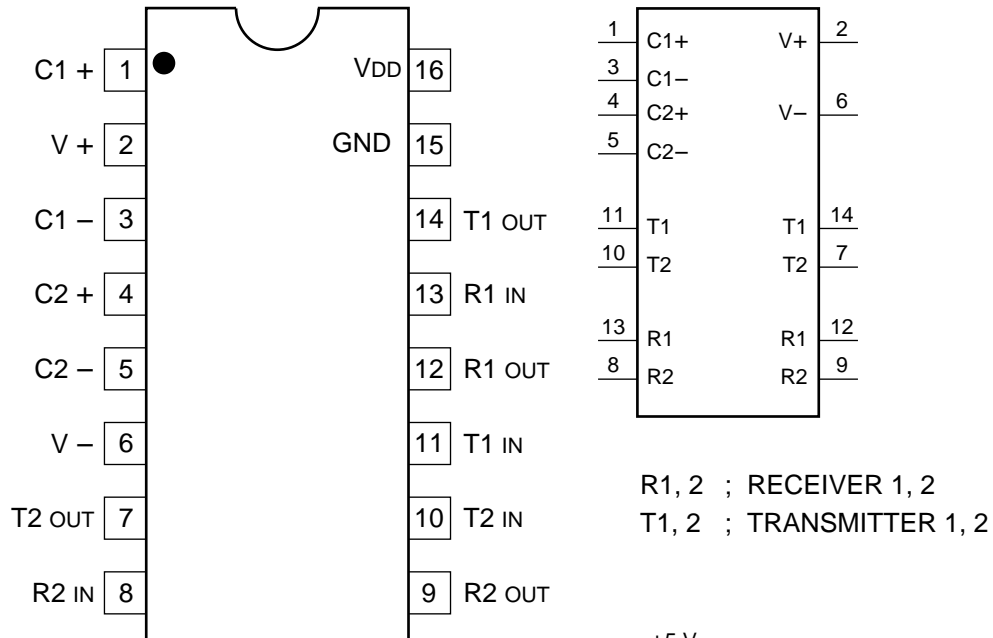 C1 + 1 VDD 16
V + 2 GND 15
C1 – 3 14 T1 OUT
C2 + 4 13 R1 IN
C2 – 5 12 R1 OUT
V – 6 11 T1 IN
T2 OUT 7 10 T2 IN
R2 IN 8 9 R2 OUT
1 C1+ V+ 2
3 C1–
4 C2+ V– 6
5 C2–
11 T1 T1 14
10 T2 T2 7
13 R1 R1 12
8 R2 R2 9
R1, 2 ; RECEIVER 1, 2
T1, 2 ; TRANSMITTER 1, 2
+5 V